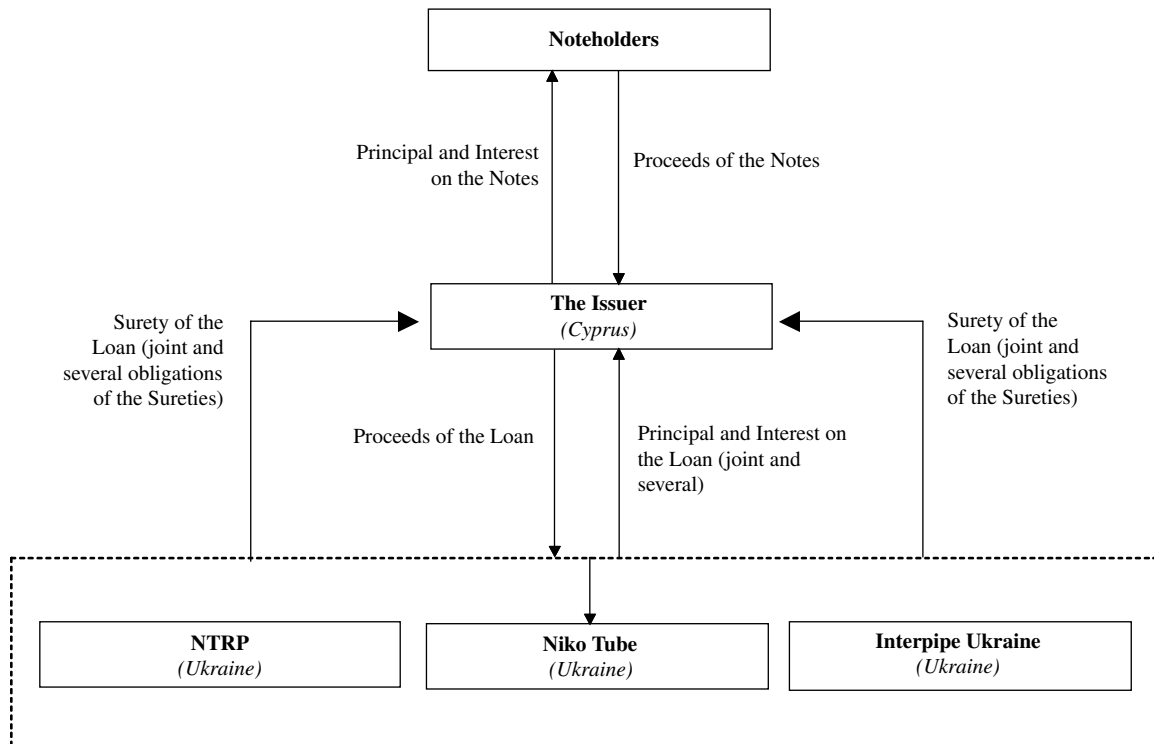 Noteholders
Principal and Interest
on the Notes
Proceeds of the Notes
The Issuer
(Cyprus)
Surety of the
Loan (joint and
several obligations
of the Sureties)
Surety of the
Loan (joint and
several obligations
of the Sureties)
Proceeds of the Loan
Principal and Interest on
the Loan (joint and
several)
NTRP
(Ukraine)
Niko Tube
(Ukraine)
Interpipe Ukraine
(Ukraine)